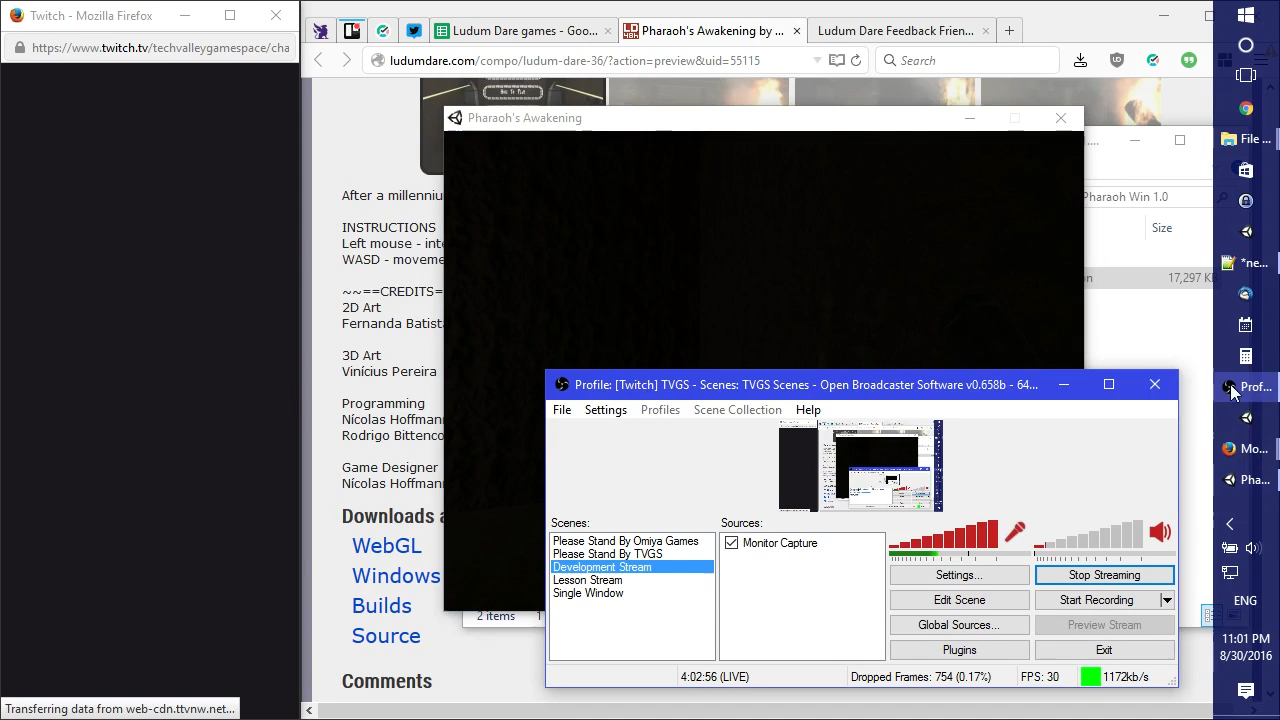 Twitch - Mozilla Firefox
https://www.twitch.tv/techvalleygamespace/cha
Ludum Dare games - Goo...
Pharaoh's Awakening by ...
Ludum Dare Feedback Frien...
ludumdare.com/compo/ludum-dare-36/?action=preview&uid=55115
Search
Pharaoh's Awakening
Pharaoh Win 1.0
Size
17,297 K
After a millenniu
INSTRUCTIONS
Left mouse - inte
WASD - moveme
~~==CREDITS=
2D Art
Fernanda Batista
3D Art
Vinícius Pereira
Programming
Nícolas Hoffmann
Rodrigo Bittenco
Game Designer
Nícolas Hoffmann
Downloads a
WebGL
Windows
Builds
Source
Comments
2 items
Profile: [Twitch] TVGS - Scenes: TVGS Scenes - Open Broadcaster Software v0.658b - 64...
File Settings Profiles Scene Collection Help
Scenes:
Please Stand By Omiya Games
Please Stand By TVGS
Development Stream
Lesson Stream
Single Window
Sources:
Monitor Capture
Settings...
Stop Streaming
Edit Scene
Start Recording
Global Sources...
Preview Stream
Plugins
Exit
4:02:56 (LIVE)
Dropped Frames: 754 (0.17%)
FPS: 30
1172kb/s
Transferring data from web-cdn.ttvnw.net...
File ...
*ne...
Prof...
Mo...
Pha...
ENG
11:01 PM
8/30/2016